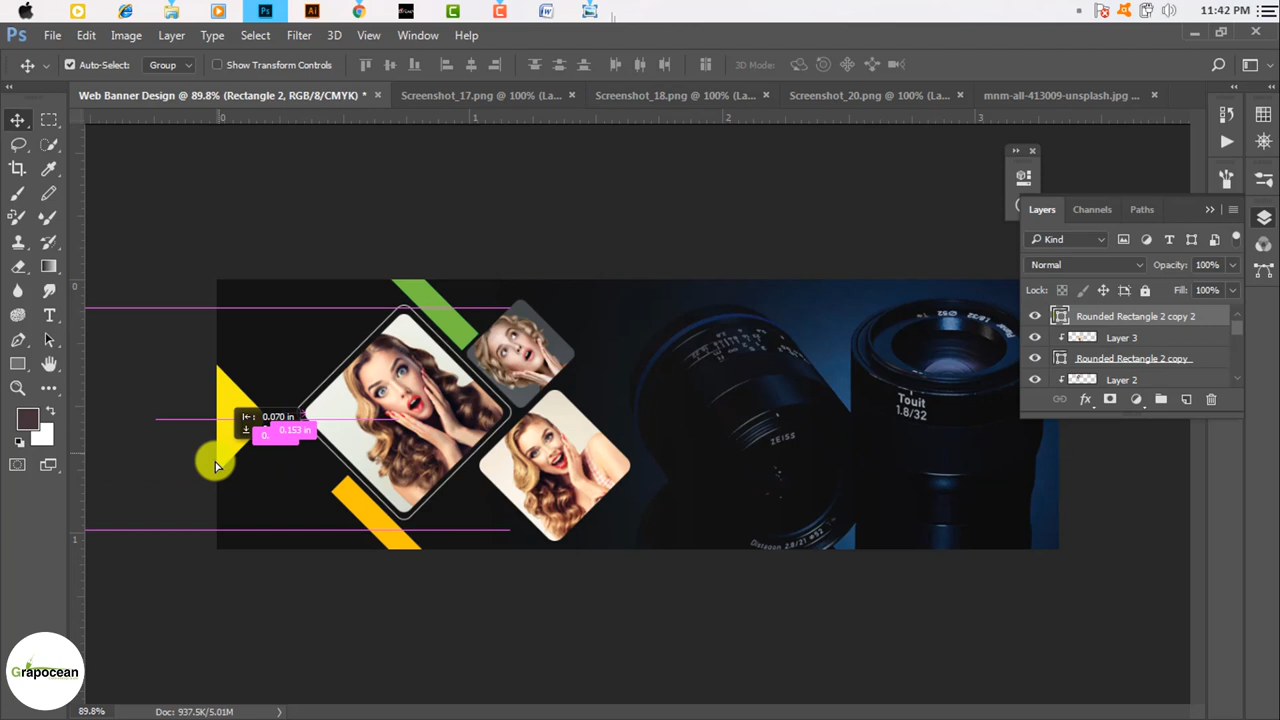 11:42 PM
Ps File Edit Image Layer Type Select Filter 3D View Window Help
Auto-Select: Group Show Transform Controls 3D Mode:
Web Banner Design @ 89.8% (Rectangle 2, RGB/8/CMYK) * × Screenshot_17.png @ 100% (La... × Screenshot_18.png @ 100% (La... × Screenshot_20.png @ 100% (La... × mnm-all-413009-unsplash.jpg ... ×
0 1 2 3
Layers Channels Paths
Kind
Normal Opacity: 100%
Lock: Fill: 100%
Rounded Rectangle 2 copy 2
Layer 3
Rounded Rectangle 2 copy
Layer 2
0
1
0.070 in
0.153 in
0.
Touit
1.8/32
ZEISS
Distagon 2.8/21
Grapocean
89.8% Doc: 937.5K/5.01M